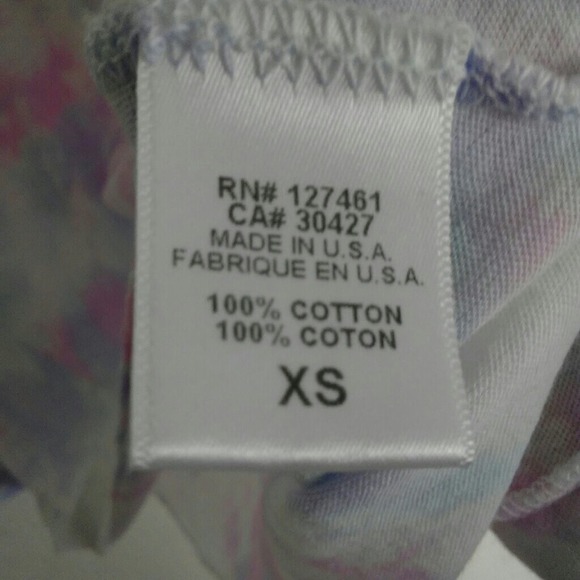 RN# 127461
CA# 30427
MADE IN U.S.A.
FABRIQUE EN U.S.A.
100% COTTON
100% COTON
XS